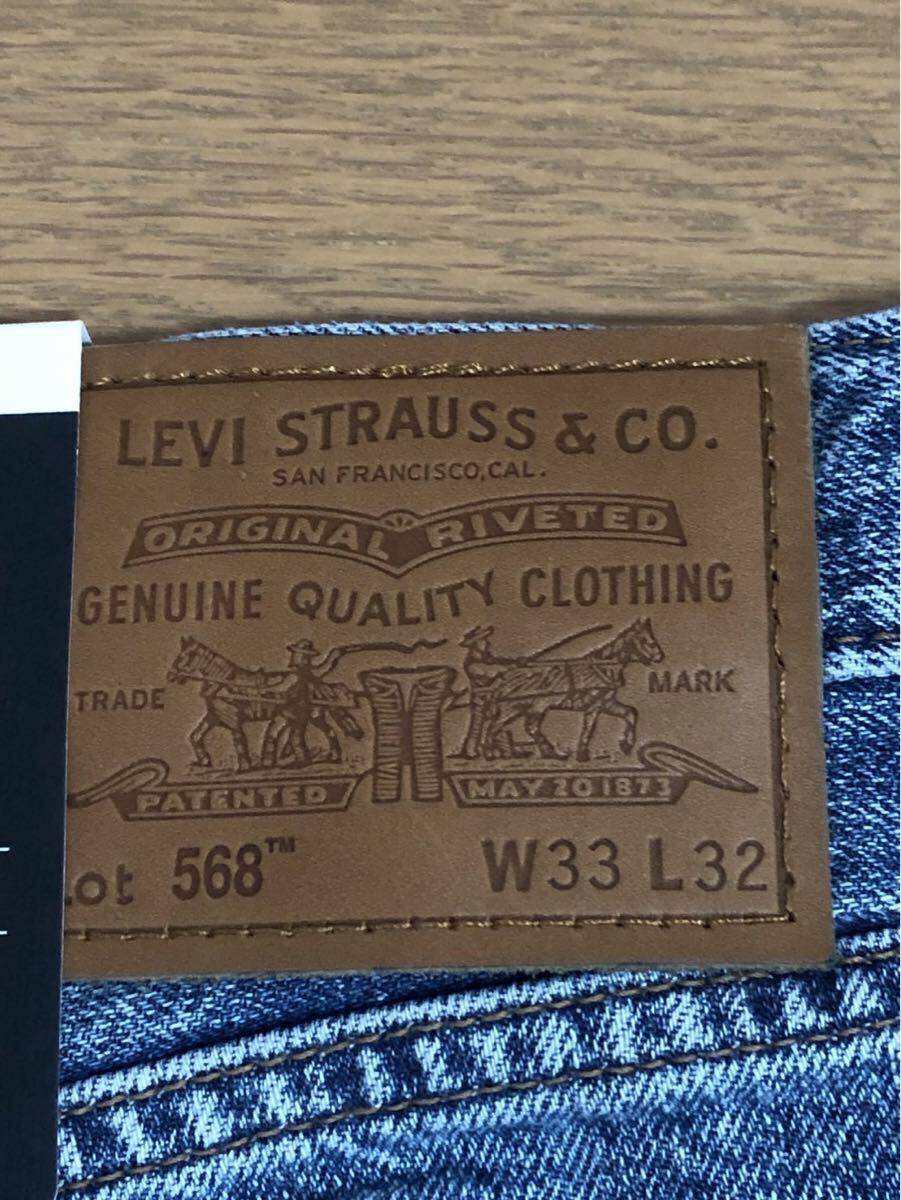 LEVI STRAUSS & CO.
SAN FRANCISCO, CAL.
ORIGINAL RIVETED
GENUINE QUALITY CLOTHING
TRADE MARK
PATENTED MAY 20 1873
Lot 568™ W33 L32